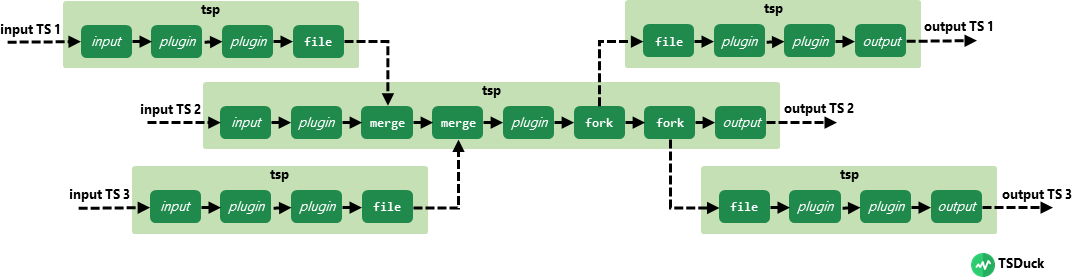 tsp
input TS 1
input plugin plugin file
tsp
file plugin plugin output
output TS 1
tsp
input TS 2
input plugin merge merge plugin fork fork output
output TS 2
tsp
input TS 3
input plugin plugin file
tsp
file plugin plugin output
output TS 3
TSDuck